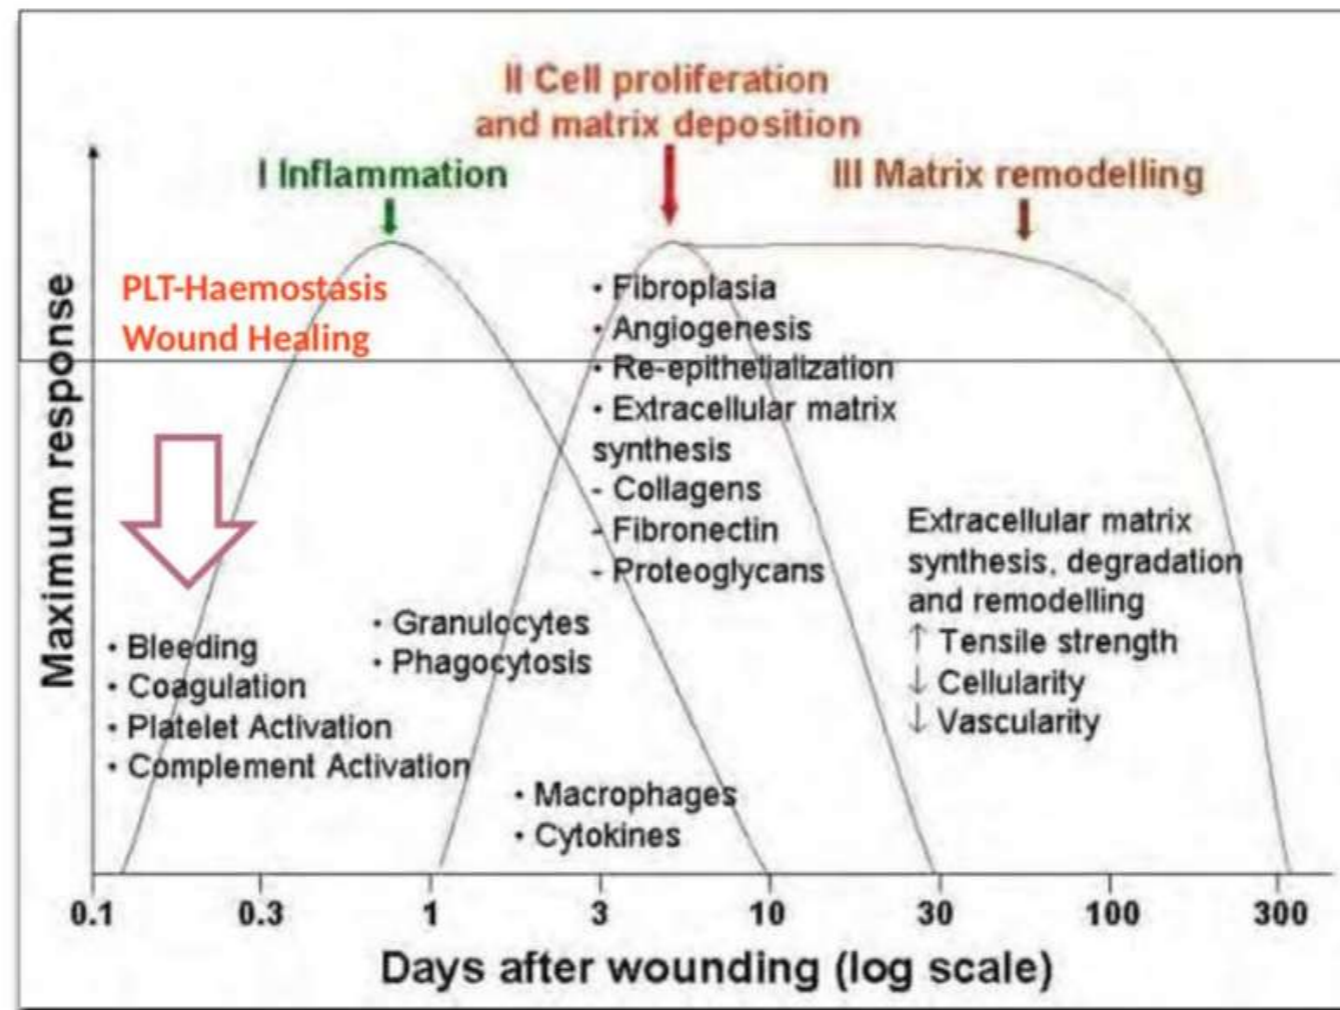 II Cell proliferation
and matrix deposition
I Inflammation
III Matrix remodelling
Maximum response
PLT-Haemostasis
Wound Healing
• Fibroplasia
• Angiogenesis
• Re-epithelialization
• Extracellular matrix
synthesis
- Collagens
- Fibronectin
- Proteoglycans
Extracellular matrix
synthesis, degradation
and remodelling
↑ Tensile strength
↓ Cellularity
↓ Vascularity
• Granulocytes
• Phagocytosis
• Bleeding
• Coagulation
• Platelet Activation
• Complement Activation
• Macrophages
• Cytokines
0.1 0.3 1 3 10 30 100 300
Days after wounding (log scale)